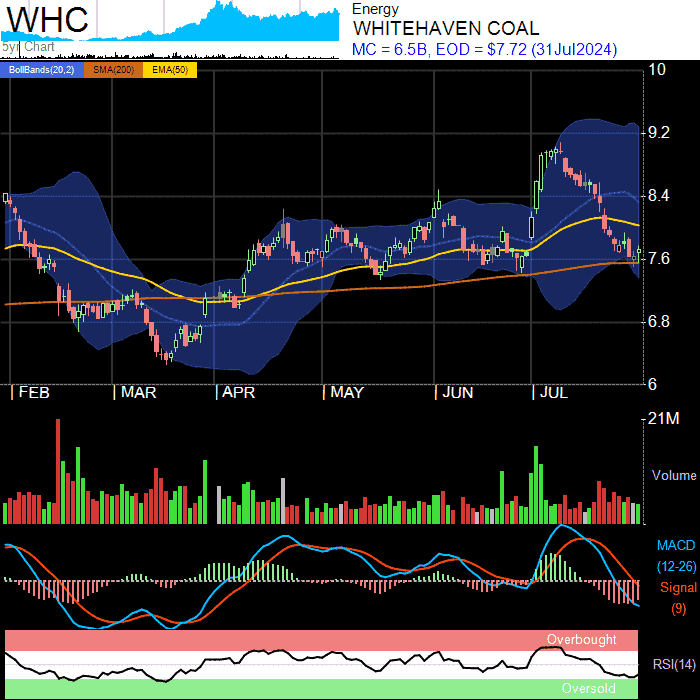 WHC
5yr Chart
Energy
WHITEHAVEN COAL
MC = 6.5B, EOD = $7.72 (31Jul2024)
BollBands(20,2) SMA(200) EMA(50)
10
9.2
8.4
7.6
6.8
6
FEB MAR APR MAY JUN JUL
21M
Volume
MACD
(12-26)
Signal
(9)
Overbought
RSI(14)
Oversold